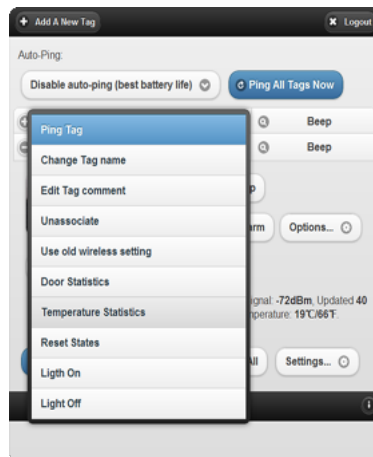 Add A New Tag Logout
Auto-Ping:
Disable auto-ping (best battery life) Ping All Tags Now
Ping Tag Beep
Change Tag name Beep
Edit Tag comment
Unassociate Options...
Use old wireless setting
Door Statistics
Temperature Statistics ignal: -72dBm, Updated 40
nperature: 19°C/66°F.
Reset States All Settings...
Ligth On
Light Off